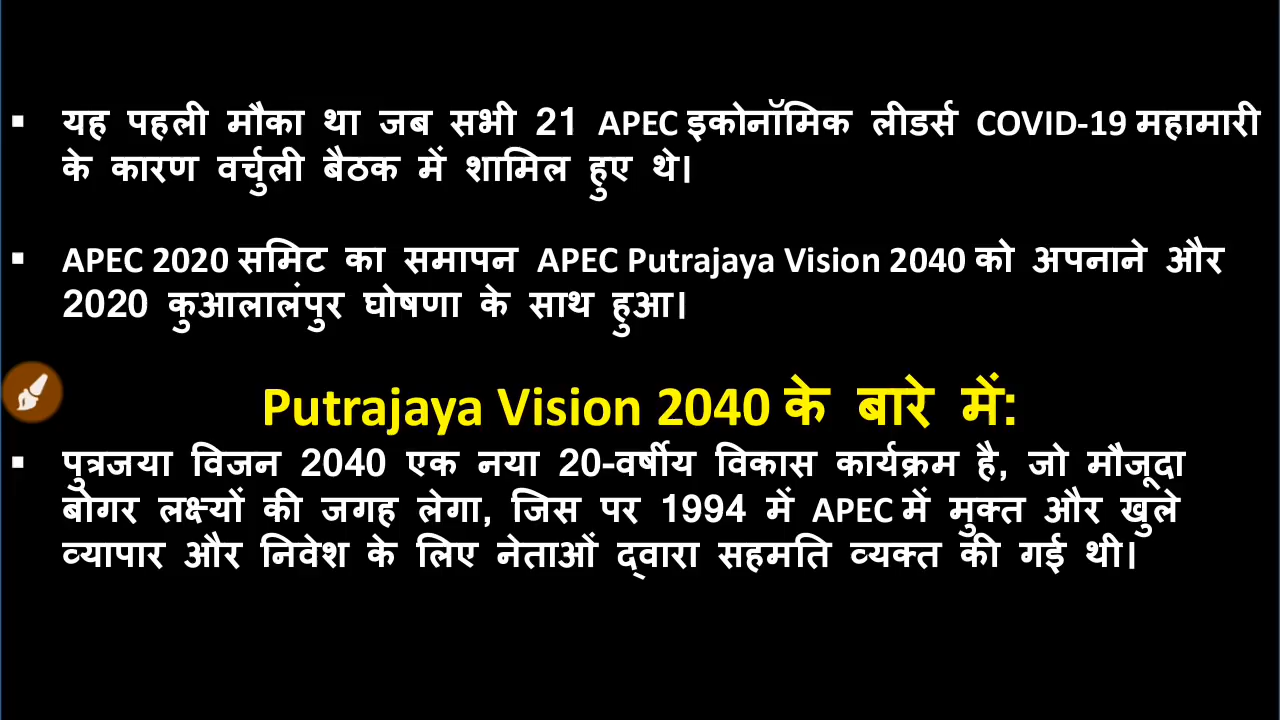 ▪ यह पहली मौका था जब सभी 21 APEC इकोनॉमिक लीडर्स COVID-19 महामारी
के कारण वर्चुली बैठक में शामिल हुए थे।
▪ APEC 2020 समिट का समापन APEC Putrajaya Vision 2040 को अपनाने और
2020 कुआलालंपुर घोषणा के साथ हुआ।
Putrajaya Vision 2040 के बारे में:
▪ पुत्रजया विजन 2040 एक नया 20-वर्षीय विकास कार्यक्रम है, जो मौजूदा
बोगर लक्ष्यों की जगह लेगा, जिस पर 1994 में APEC में मुक्त और खुले
व्यापार और निवेश के लिए नेताओं द्वारा सहमति व्यक्त की गई थी।